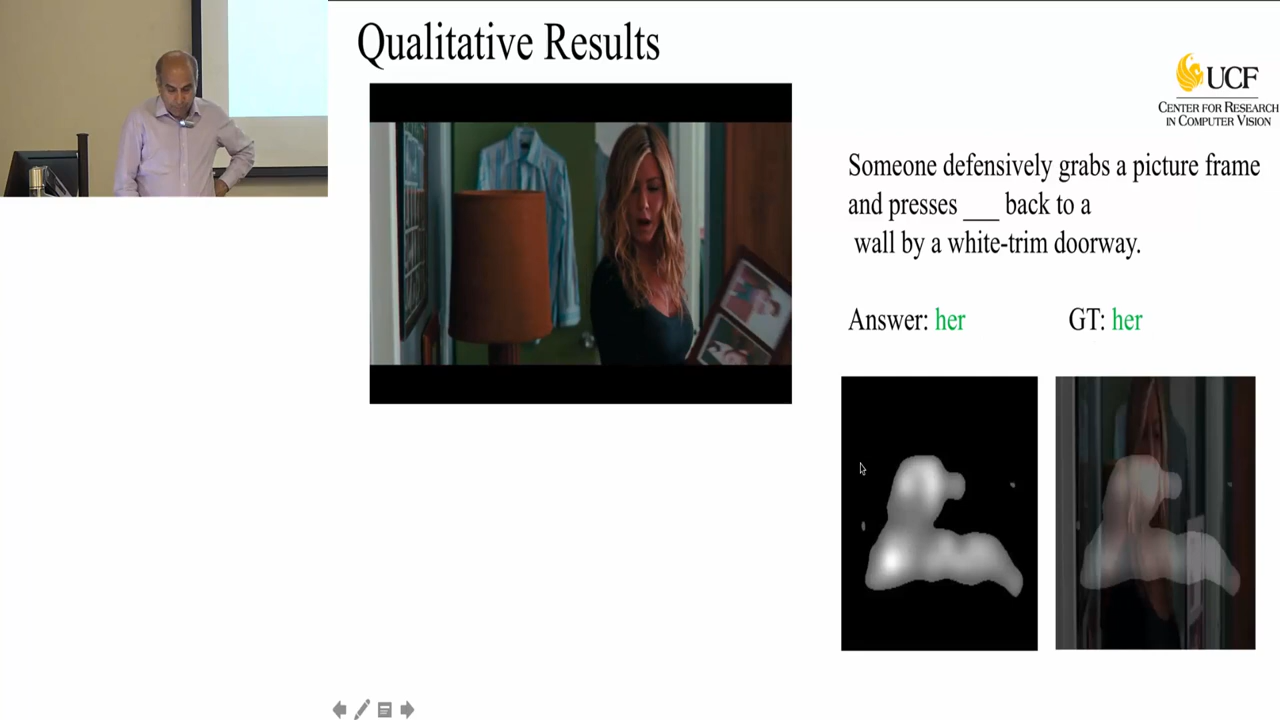 Qualitative Results
UCF
CENTER FOR RESEARCH
IN COMPUTER VISION
Someone defensively grabs a picture frame
and presses ___ back to a
wall by a white-trim doorway.
Answer: her
GT: her